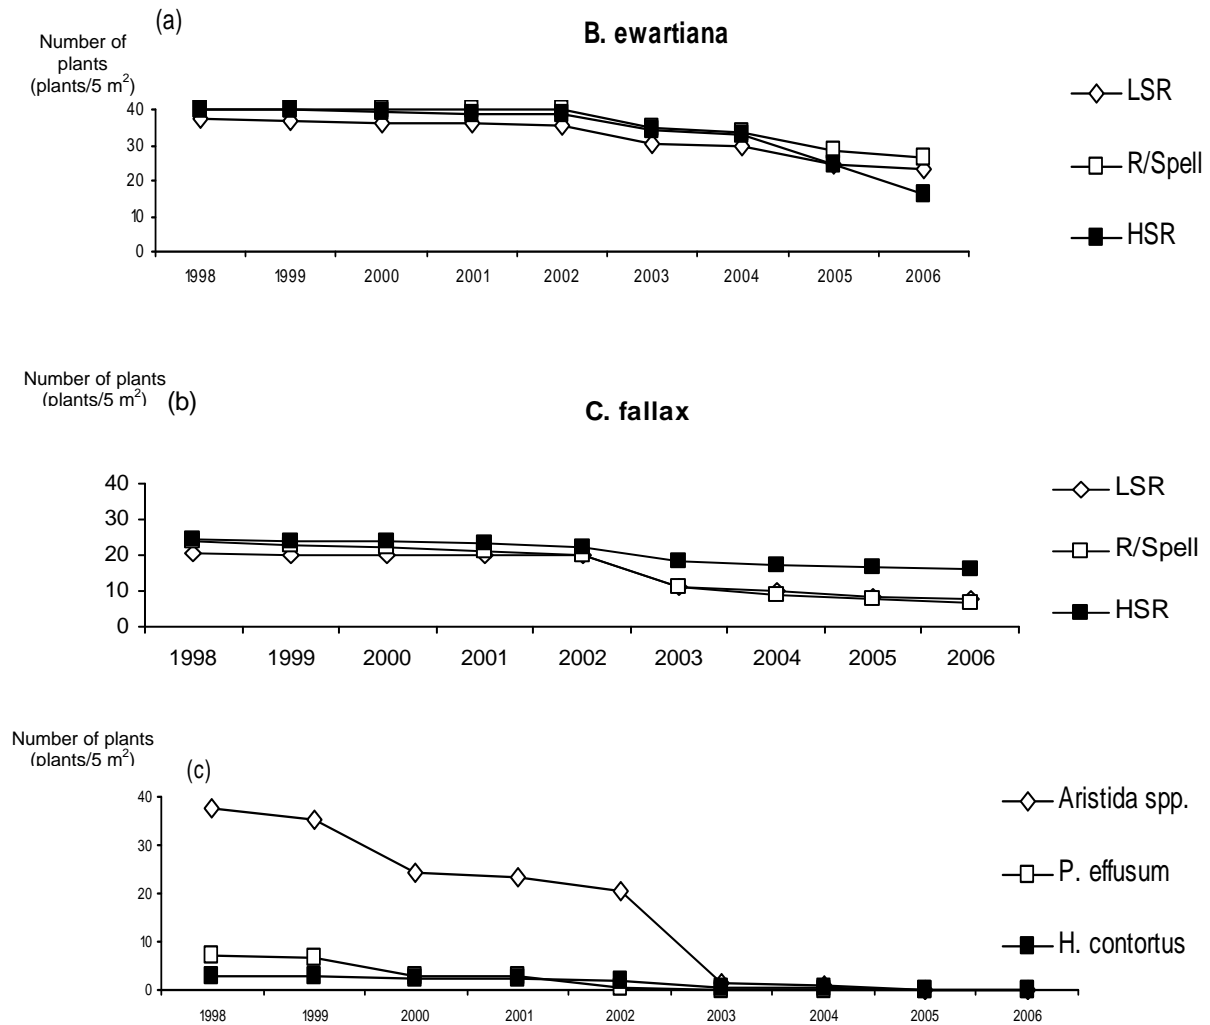 (a)
B. ewartiana
Number of
plants
(plants/5 m²)
40
30
20
10
0
1998 1999 2000 2001 2002 2003 2004 2005 2006
LSR
R/Spell
HSR
Number of plants
(plants/5 m²)
(b)
C. fallax
40
30
20
10
0
1998 1999 2000 2001 2002 2003 2004 2005 2006
LSR
R/Spell
HSR
Number of plants
(plants/5 m²)
(c)
40
30
20
10
0
1998 1999 2000 2001 2002 2003 2004 2005 2006
Aristida spp.
P. effusum
H. contortus